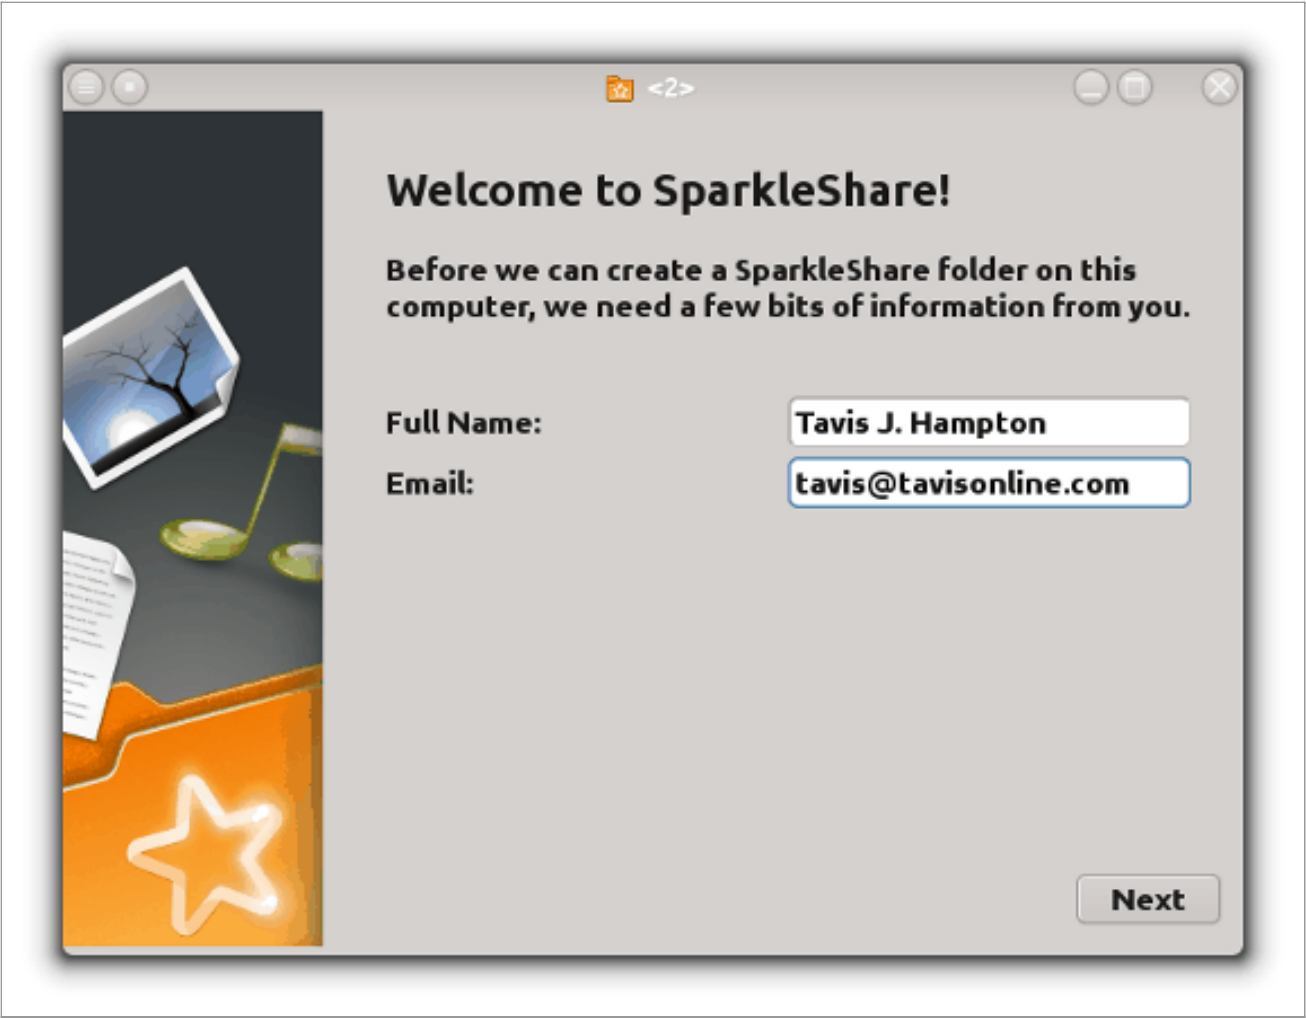 <2>
Welcome to SparkleShare!
Before we can create a SparkleShare folder on this
computer, we need a few bits of information from you.
Full Name: Tavis J. Hampton
Email: tavis@tavisonline.com
Next